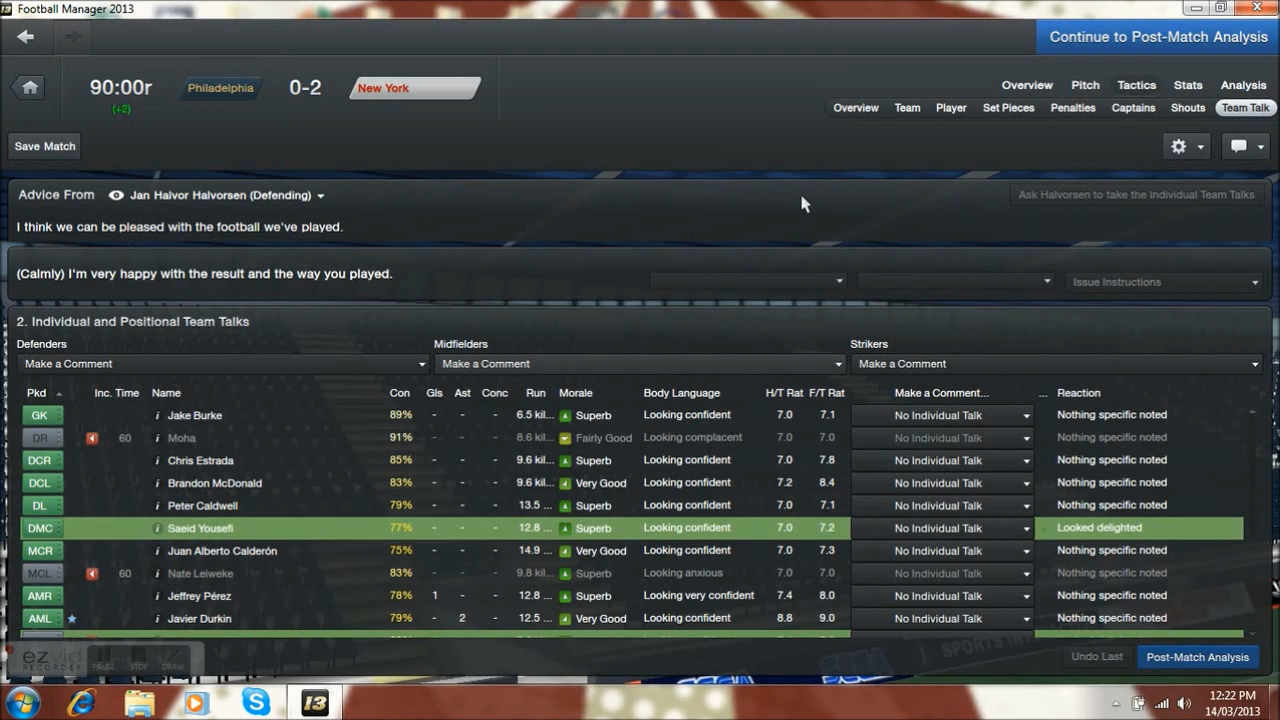 13 Football Manager 2013
Continue to Post-Match Analysis
90:00r Philadelphia 0-2 New York
(+2)
Overview Pitch Tactics Stats Analysis
Overview Team Player Set Pieces Penalties Captains Shouts Team Talk
Save Match
Advice From Jan Halvor Halvorsen (Defending) Ask Halvorsen to take the Individual Team Talks
I think we can be pleased with the football we've played.
(Calmly) I'm very happy with the result and the way you played. Issue Instructions
2. Individual and Positional Team Talks
Defenders Midfielders Strikers
Make a Comment Make a Comment Make a Comment
Pkd Inc. Time Name Con Gls Ast Conc Run Morale Body Language H/T Rat F/T Rat Make a Comment... ... Reaction
GK i Jake Burke 89% - - - 6.5 kil... Superb Looking confident 7.0 7.1 No Individual Talk Nothing specific noted
DR 60 i Moha 91% - - - 8.6 kil... Fairly Good Looking complacent 7.0 7.0 No Individual Talk Nothing specific noted
DCR i Chris Estrada 85% - - - 9.6 kil... Superb Looking confident 7.0 7.8 No Individual Talk Nothing specific noted
DCL i Brandon McDonald 83% - - - 9.6 kil... Very Good Looking confident 7.2 8.4 No Individual Talk Nothing specific noted
DL i Peter Caldwell 79% - - - 13.5 ... Superb Looking confident 7.0 7.1 No Individual Talk Nothing specific noted
DMC i Saeid Yousefi 77% - - - 12.8 ... Superb Looking confident 7.0 7.2 No Individual Talk Looked delighted
MCR i Juan Alberto Calderón 75% - - - 14.9 ... Very Good Looking confident 7.0 7.3 No Individual Talk Nothing specific noted
MCL 60 i Nate Leiweke 83% - - - 9.8 kil... Superb Looking anxious 7.0 7.0 No Individual Talk Nothing specific noted
AMR i Jeffrey Pérez 78% 1 - - 12.8 ... Superb Looking very confident 7.4 8.0 No Individual Talk Nothing specific noted
AML i Javier Durkin 79% - 2 - 12.5 ... Very Good Looking confident 8.8 9.0 No Individual Talk Nothing specific noted
ezvid
RECORDER PAUSE STOP DRAW
Undo Last Post-Match Analysis
13
12:22 PM
14/03/2013